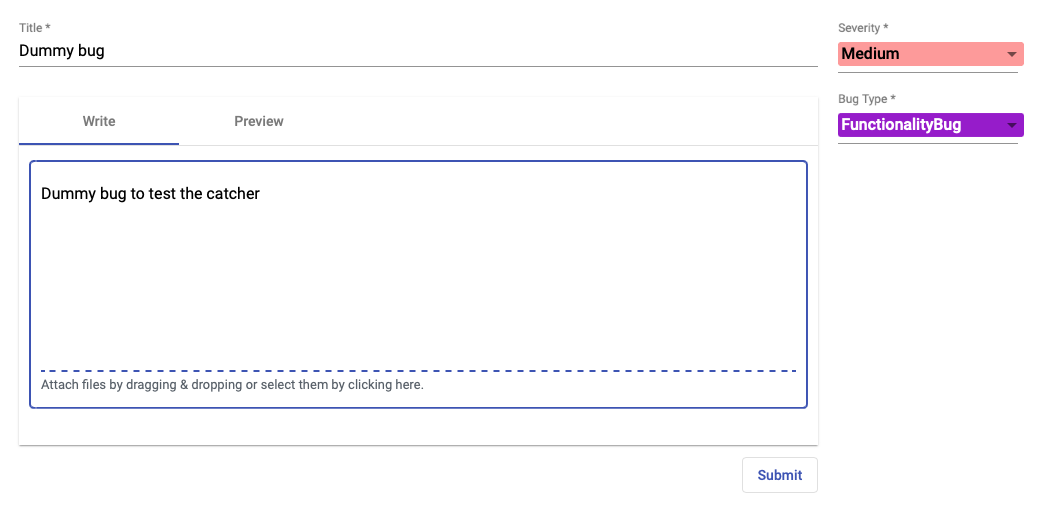 Title *
Dummy bug
Severity *
Medium
Bug Type *
FunctionalityBug
Write
Preview
Dummy bug to test the catcher
Attach files by dragging & dropping or select them by clicking here.
Submit